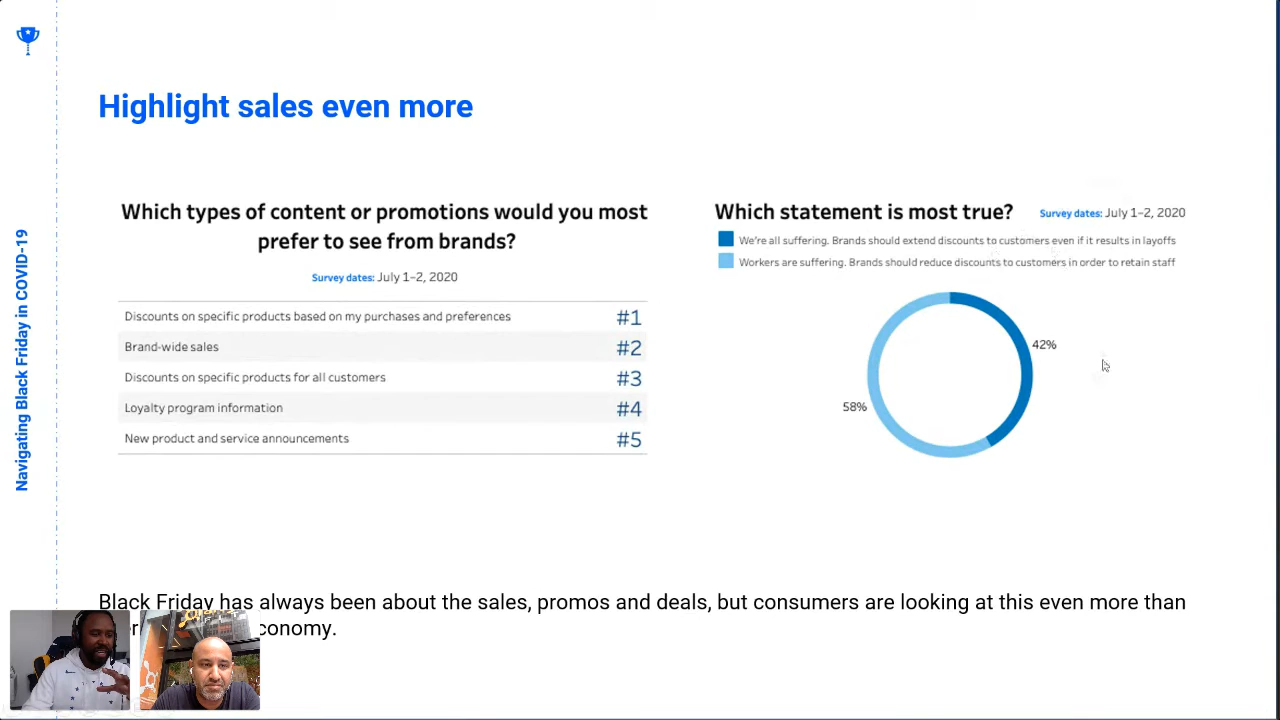 Navigating Black Friday in COVID-19
Highlight sales even more
Which types of content or promotions would you most
prefer to see from brands?
Survey dates: July 1–2, 2020
Discounts on specific products based on my purchases and preferences #1
Brand-wide sales #2
Discounts on specific products for all customers #3
Loyalty program information #4
New product and service announcements #5
Which statement is most true? Survey dates: July 1–2, 2020
We're all suffering. Brands should extend discounts to customers even if it results in layoffs
Workers are suffering. Brands should reduce discounts to customers in order to retain staff
42%
58%
Black Friday has always been about the sales, promos and deals, but consumers are looking at this even more than